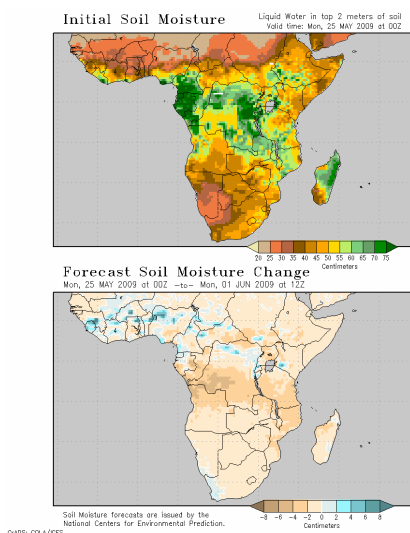 Initial Soil Moisture
Liquid Water in top 2 meters of soil
Valid time: Mon, 25 MAY 2009 at 00Z
20 25 30 35 40 45 50 55 60 65 70 75
Centimeters
Forecast Soil Moisture Change
Mon, 25 MAY 2009 at 00Z -to- Mon, 01 JUN 2009 at 12Z
Soil Moisture forecasts are issued by the
National Centers for Environmental Prediction.
-8 -6 -4 -2 0 2 4 6 8
Centimeters
GrADS: COLA/IGES